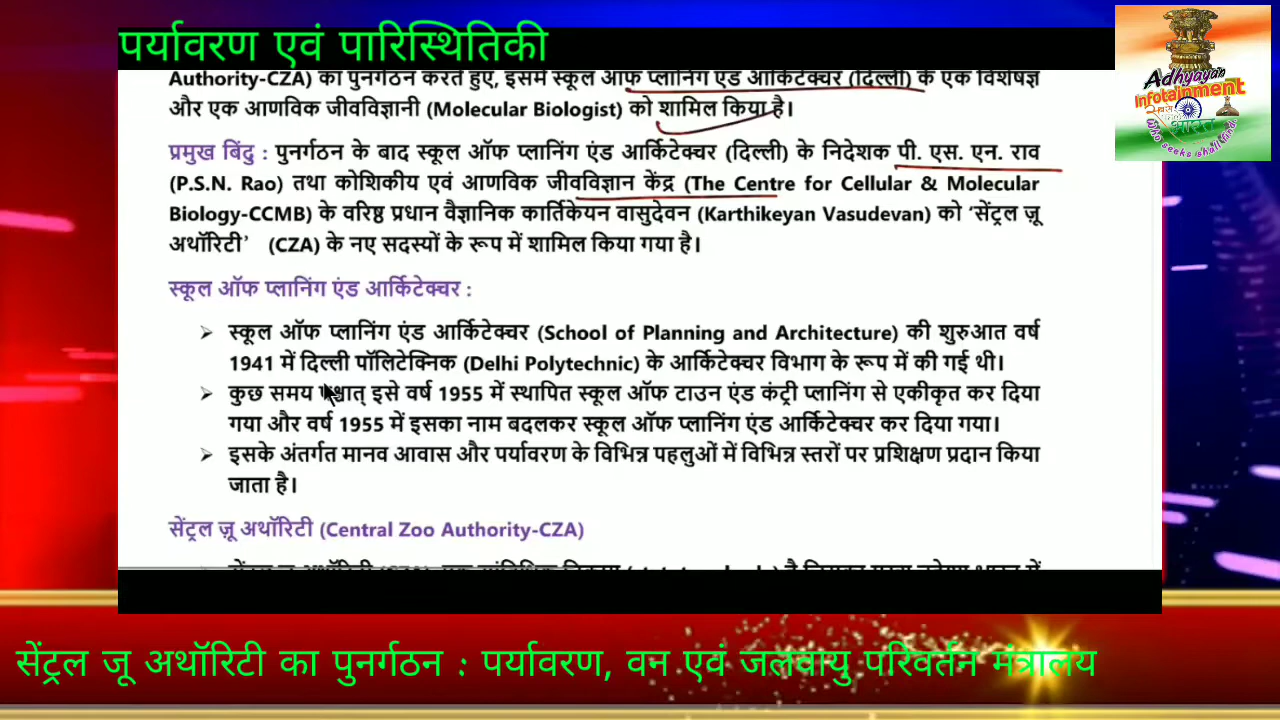 पर्यावरण एवं पारिस्थितिकी
Adhyayan
Infotainment
Authority-CZA) का पुनर्गठन करते हुए, इसमें स्कूल ऑफ प्लानिंग एंड आर्किटेक्चर (दिल्ली) के एक विशेषज्ञ
और एक आणविक जीवविज्ञानी (Molecular Biologist) को शामिल किया है।
प्रमुख बिंदु : पुनर्गठन के बाद स्कूल ऑफ प्लानिंग एंड आर्किटेक्चर (दिल्ली) के निदेशक पी. एस. एन. राव
(P.S.N. Rao) तथा कोशिकीय एवं आणविक जीवविज्ञान केंद्र (The Centre for Cellular & Molecular
Biology-CCMB) के वरिष्ठ प्रधान वैज्ञानिक कार्तिकेयन वासुदेवन (Karthikeyan Vasudevan) को ‘सेंट्रल ज़ू
अथॉरिटी’ (CZA) के नए सदस्यों के रूप में शामिल किया गया है।
स्कूल ऑफ प्लानिंग एंड आर्किटेक्चर :
➢ स्कूल ऑफ प्लानिंग एंड आर्किटेक्चर (School of Planning and Architecture) की शुरुआत वर्ष
1941 में दिल्ली पॉलिटेक्निक (Delhi Polytechnic) के आर्किटेक्चर विभाग के रूप में की गई थी।
➢ कुछ समय पश्चात् इसे वर्ष 1955 में स्थापित स्कूल ऑफ टाउन एंड कंट्री प्लानिंग से एकीकृत कर दिया
गया और वर्ष 1955 में इसका नाम बदलकर स्कूल ऑफ प्लानिंग एंड आर्किटेक्चर कर दिया गया।
➢ इसके अंतर्गत मानव आवास और पर्यावरण के विभिन्न पहलुओं में विभिन्न स्तरों पर प्रशिक्षण प्रदान किया
जाता है।
सेंट्रल ज़ू अथॉरिटी (Central Zoo Authority-CZA)
सेंट्रल जू अथॉरिटी का पुनर्गठन : पर्यावरण, वन एवं जलवायु परिवर्तन मंत्रालय